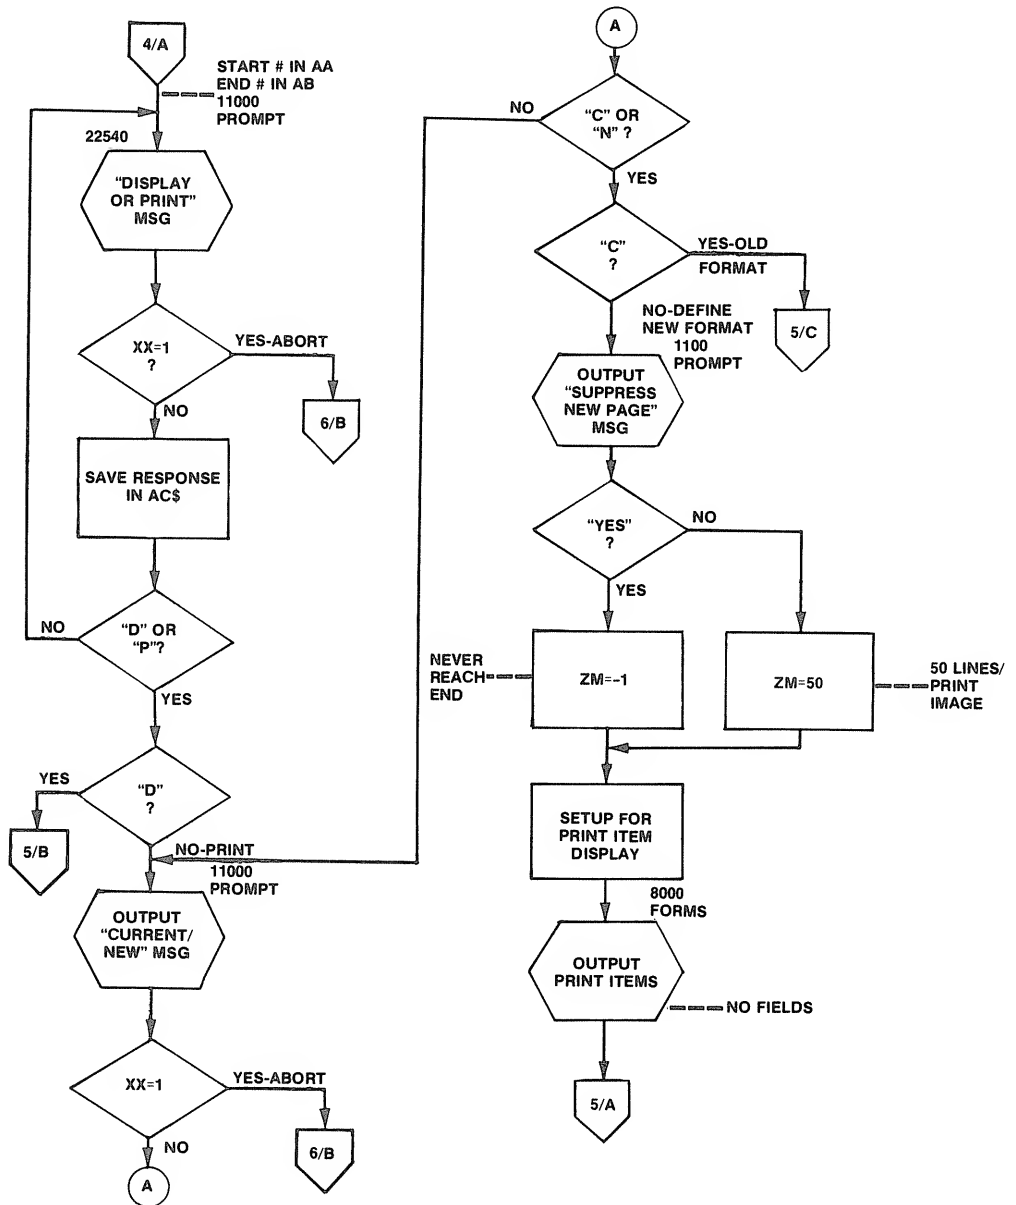 4/A
START # IN AA
END # IN AB
11000
PROMPT
22540
“DISPLAY
OR PRINT”
MSG
XX=1
?
YES-ABORT
6/B
NO
SAVE RESPONSE
IN AC$
“D” OR
“P”?
NO
YES
“D”
?
YES
5/B
NO-PRINT
11000
PROMPT
OUTPUT
“CURRENT/
NEW” MSG
XX=1
YES-ABORT
6/B
NO
A
A
“C” OR
“N” ?
NO
YES
“C”
?
YES-OLD
FORMAT
5/C
NO-DEFINE
NEW FORMAT
1100
PROMPT
OUTPUT
“SUPPRESS
NEW PAGE”
MSG
“YES”
?
NO
YES
NEVER
REACH
END
ZM=-1
ZM=50
50 LINES/
PRINT
IMAGE
SETUP FOR
PRINT ITEM
DISPLAY
8000
FORMS
OUTPUT
PRINT ITEMS
NO FIELDS
5/A